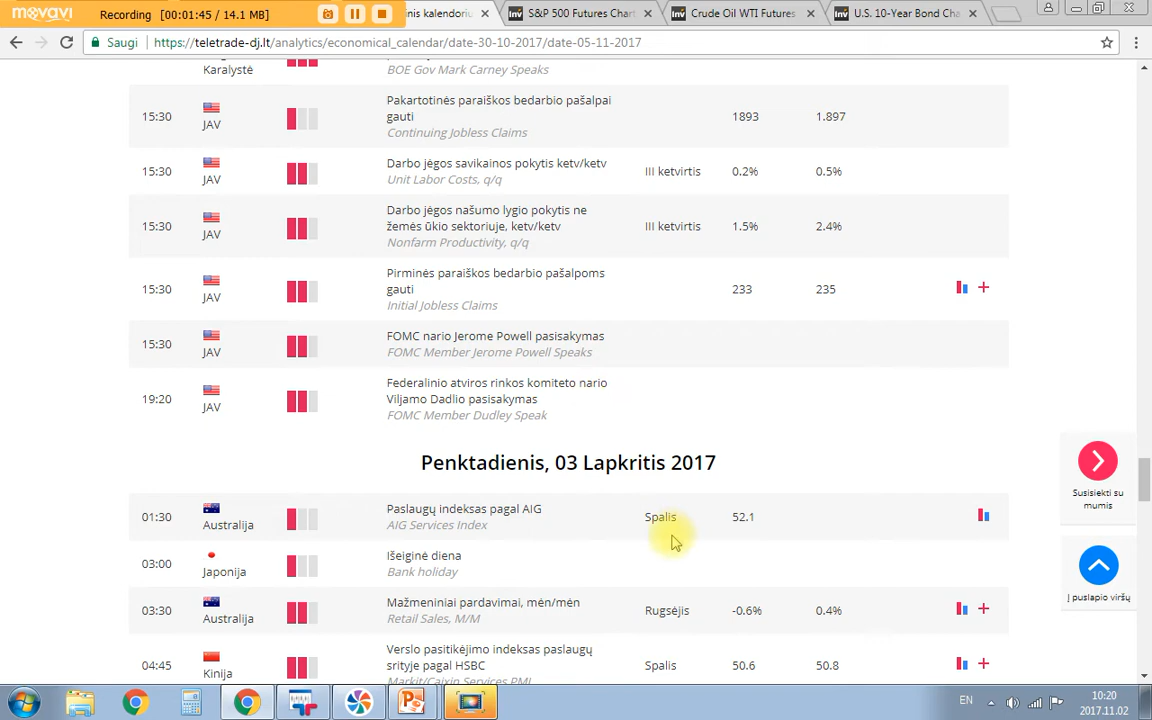 movavi
Recording (00:01:45 / 14.1 MB)
inis kalendoriu
S&P 500 Futures Chart
Crude Oil WTI Futures
U.S. 10-Year Bond Cha
Saugi
https://teletrade-dj.lt/analytics/economical_calendar/date-30-10-2017/date-05-11-2017
Karalystė
BOE Gov Mark Carney Speaks
15:30
JAV
Pakartotinės paraiškos bedarbio pašalpai
gauti
Continuing Jobless Claims
1893
1.897
15:30
JAV
Darbo jėgos savikainos pokytis ketv/ketv
Unit Labor Costs, q/q
III ketvirtis
0.2%
0.5%
15:30
JAV
Darbo jėgos našumo lygio pokytis ne
žemės ūkio sektoriuje, ketv/ketv
Nonfarm Productivity, q/q
III ketvirtis
1.5%
2.4%
15:30
JAV
Pirminės paraiškos bedarbio pašalpoms
gauti
Initial Jobless Claims
233
235
15:30
JAV
FOMC nario Jerome Powell pasisakymas
FOMC Member Jerome Powell Speaks
19:20
JAV
Federalinio atviros rinkos komiteto nario
Viljamo Dadlio pasisakymas
FOMC Member Dudley Speak
Penktadienis, 03 Lapkritis 2017
01:30
Australija
Paslaugų indeksas pagal AIG
AIG Services Index
Spalis
52.1
03:00
Japonija
Išeiginė diena
Bank holiday
03:30
Australija
Mažmeniniai pardavimai, mėn/mėn
Retail Sales, M/M
Rugsėjis
-0.6%
0.4%
04:45
Kinija
Verslo pasitikėjimo indeksas paslaugų
srityje pagal HSBC
Markit/Caixin Services PMI
Spalis
50.6
50.8
Susisiekti su
mumis
Į puslapio viršų
EN
10:20
2017.11.02